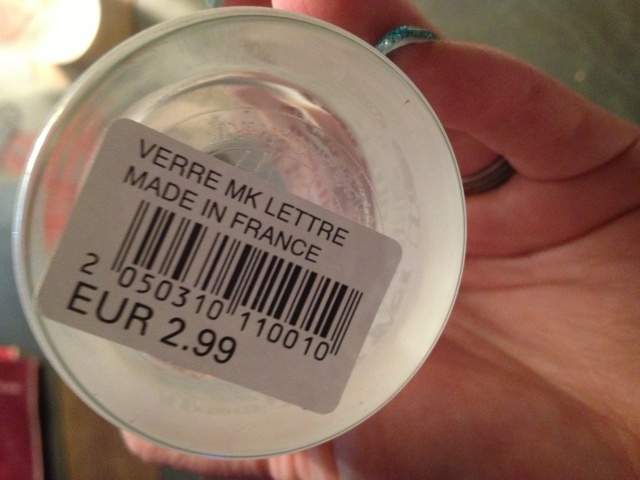 VERRE MK LETTRE
MADE IN FRANCE
2 050310 110010
EUR 2.99